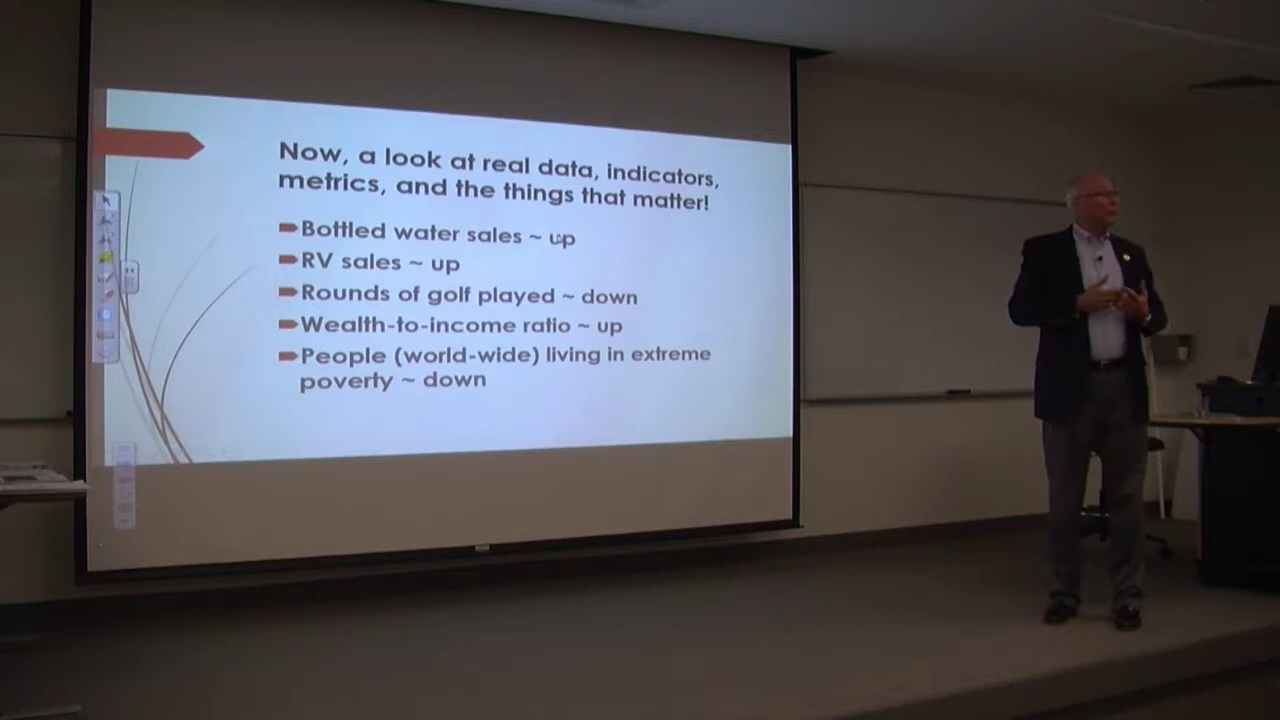 Now, a look at real data, indicators,
metrics, and the things that matter!
Bottled water sales ~ up
RV sales ~ up
Rounds of golf played ~ down
Wealth-to-income ratio ~ up
People (world-wide) living in extreme
poverty ~ down